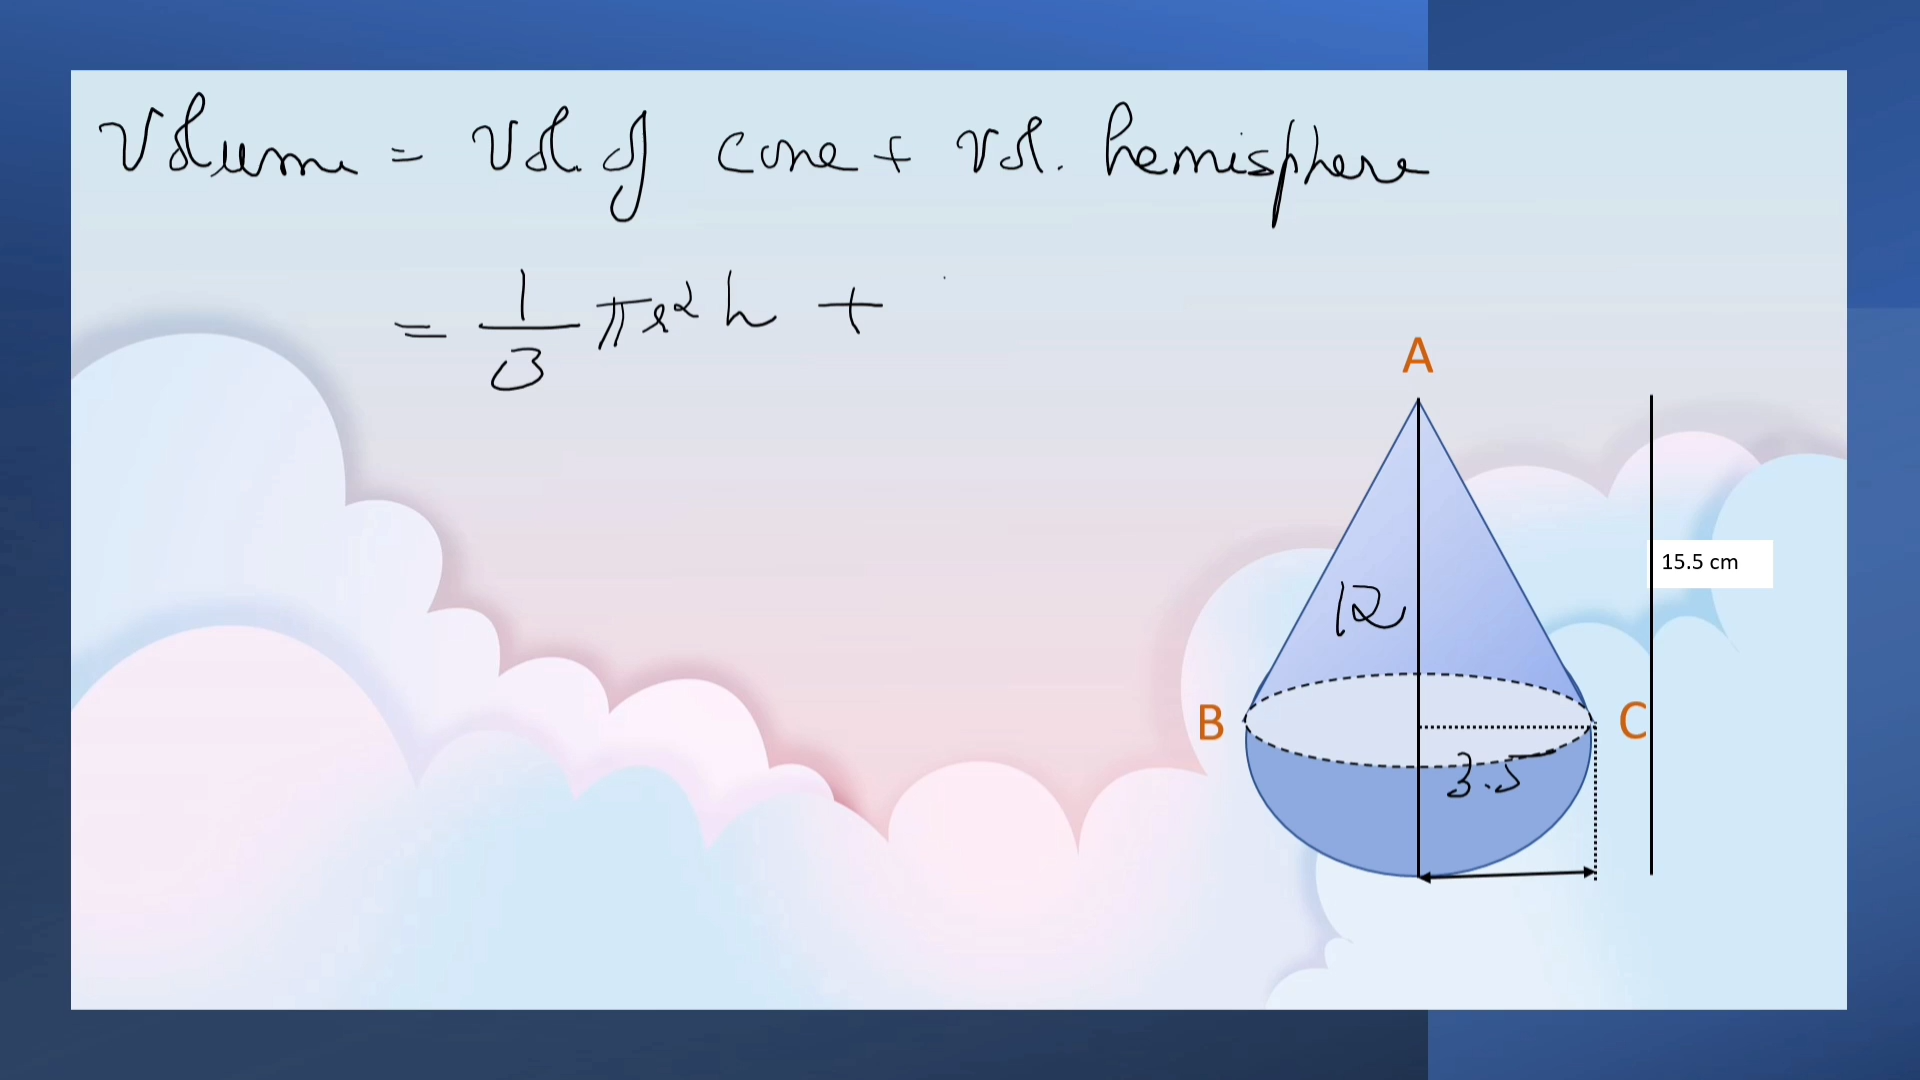 Volume = Vol. of cone + vol. hemisphere
= 1/3 πr² h +
A
15.5 cm
12
B
C
3.5